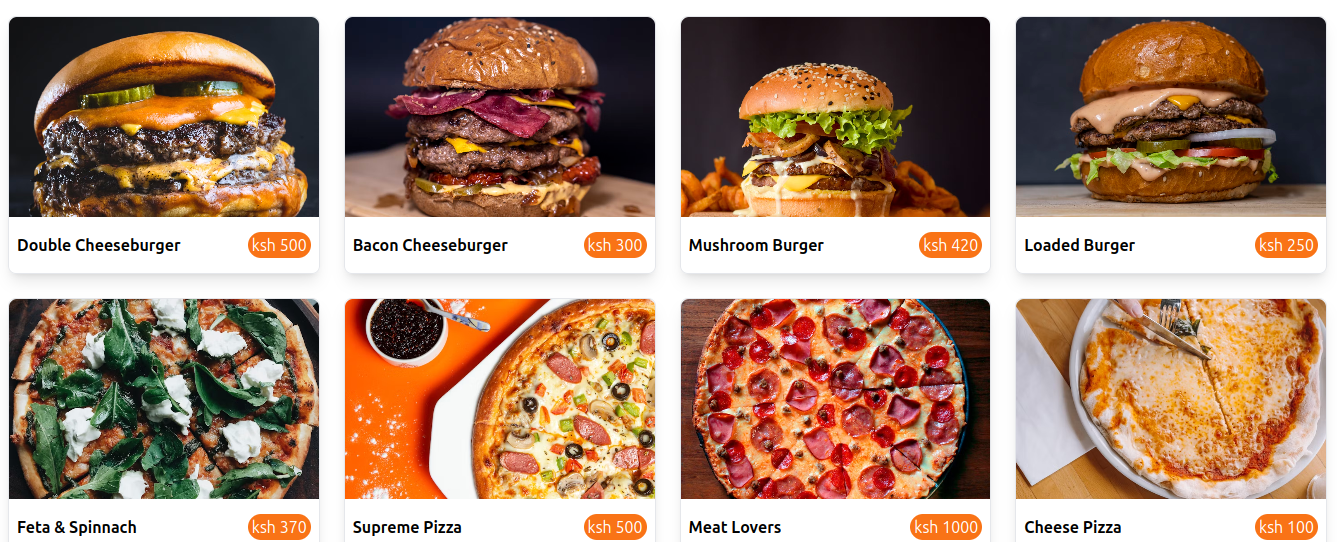 Double Cheeseburger ksh 500
Bacon Cheeseburger ksh 300
Mushroom Burger ksh 420
Loaded Burger ksh 250
Feta & Spinnach ksh 370
Supreme Pizza ksh 500
Meat Lovers ksh 1000
Cheese Pizza ksh 100